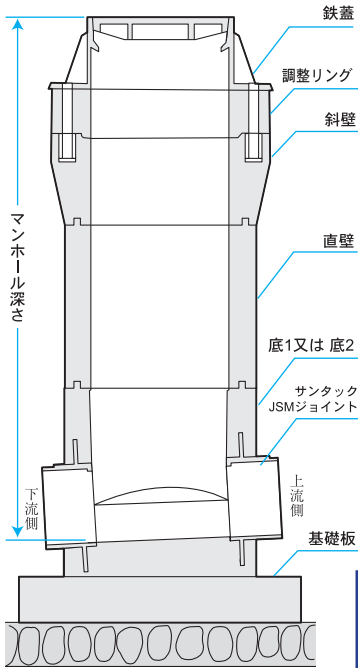 鉄蓋
調整リング
斜壁
マンホール深さ
直壁
底1又は 底2
サンタック
JSMジョイント
上流側
下流側
基礎板